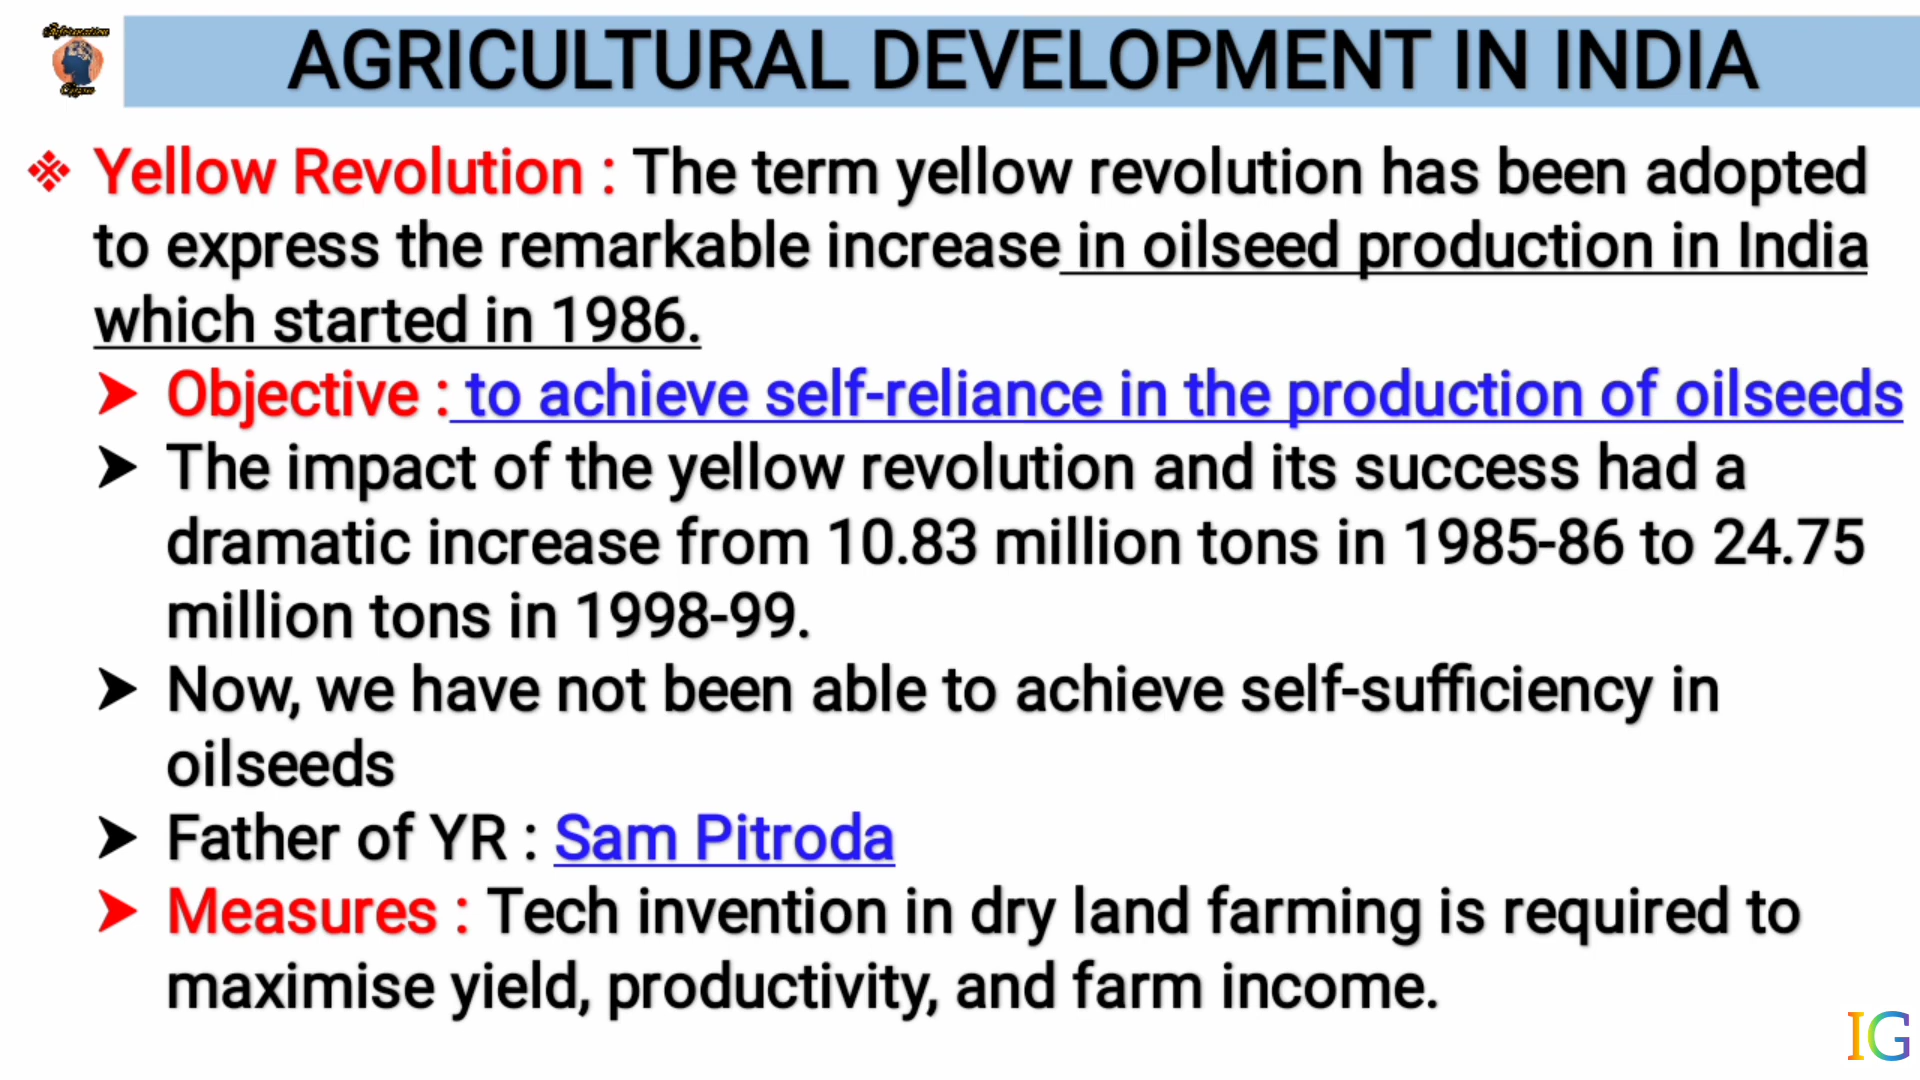 AGRICULTURAL DEVELOPMENT IN INDIA
Yellow Revolution : The term yellow revolution has been adopted
to express the remarkable increase in oilseed production in India
which started in 1986.
Objective : to achieve self-reliance in the production of oilseeds
The impact of the yellow revolution and its success had a
dramatic increase from 10.83 million tons in 1985-86 to 24.75
million tons in 1998-99.
Now, we have not been able to achieve self-sufficiency in
oilseeds
Father of YR : Sam Pitroda
Measures : Tech invention in dry land farming is required to
maximise yield, productivity, and farm income.
IG